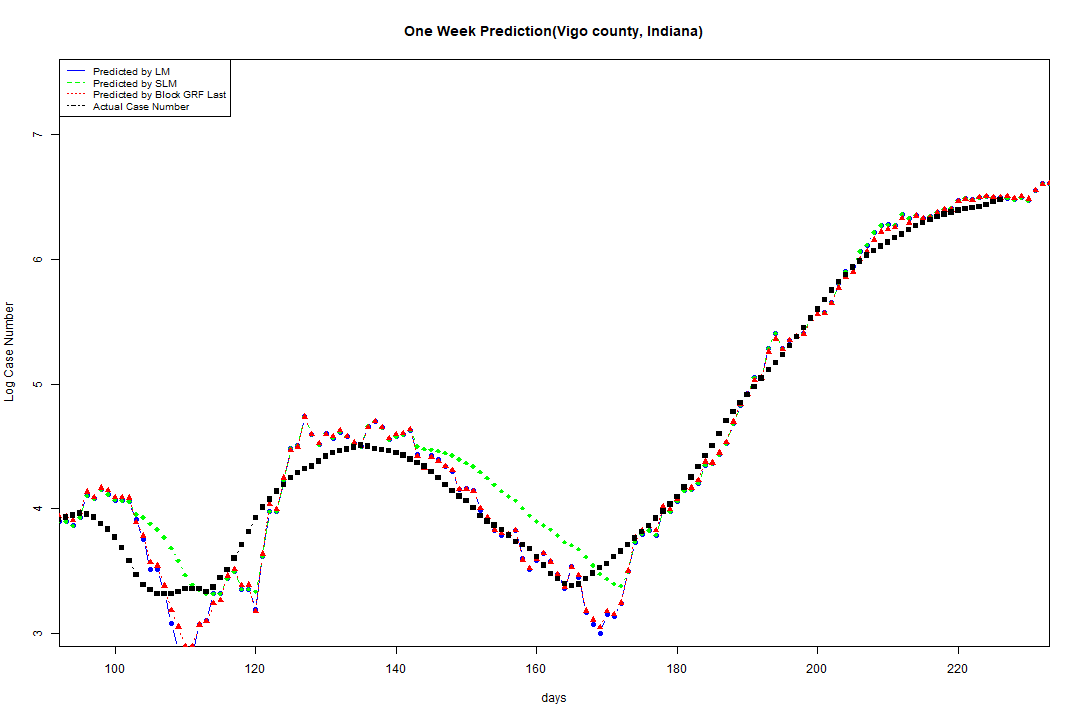 One Week Prediction(Vigo county, Indiana)
Predicted by LM
Predicted by SLM
Predicted by Block GRF Last
Actual Case Number
7
6
5
4
3
Log Case Number
100 120 140 160 180 200 220
days